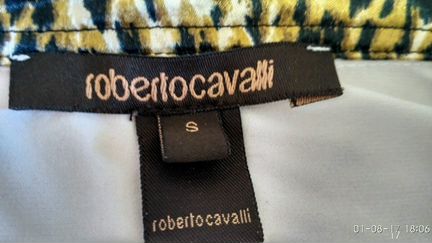 robertocavalli
S
robertocavalli
01-08-17 18:06